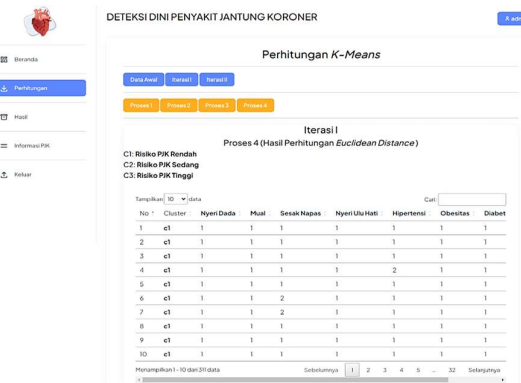 DETEKSI DINI PENYAKIT JANTUNG KORONER
A adm
Beranda
Perhitungan
Hasil
Informasi PJK
Keluar
Perhitungan K-Means
Data Awal Iterasi I Iterasi II
Proses 1 Proses 2 Proses 3 Proses 4
Iterasi I
Proses 4 (Hasil Perhitungan Euclidean Distance)
C1: Risiko PJK Rendah
C2: Risiko PJK Sedang
C3: Risiko PJK Tinggi
Tampilkan 10 data Cari:
No Cluster Nyeri Dada Mual Sesak Napas Nyeri Ulu Hati Hipertensi Obesitas Diabet
1 c1 1 1 1 1 1 1 1
2 c1 1 1 1 1 1 1 1
3 c1 1 1 1 1 1 1 1
4 c1 1 1 1 1 2 1 1
5 c1 1 1 1 1 1 1 1
6 c1 1 1 2 1 1 1 1
7 c1 1 1 2 1 1 1 1
8 c1 1 1 1 1 1 1 1
9 c1 1 1 1 1 1 1 1
10 c1 1 1 1 1 1 1 1
Menampilkan 1 - 10 dari 311 data Sebelumnya 1 2 3 4 5 ... 32 Selanjutnya